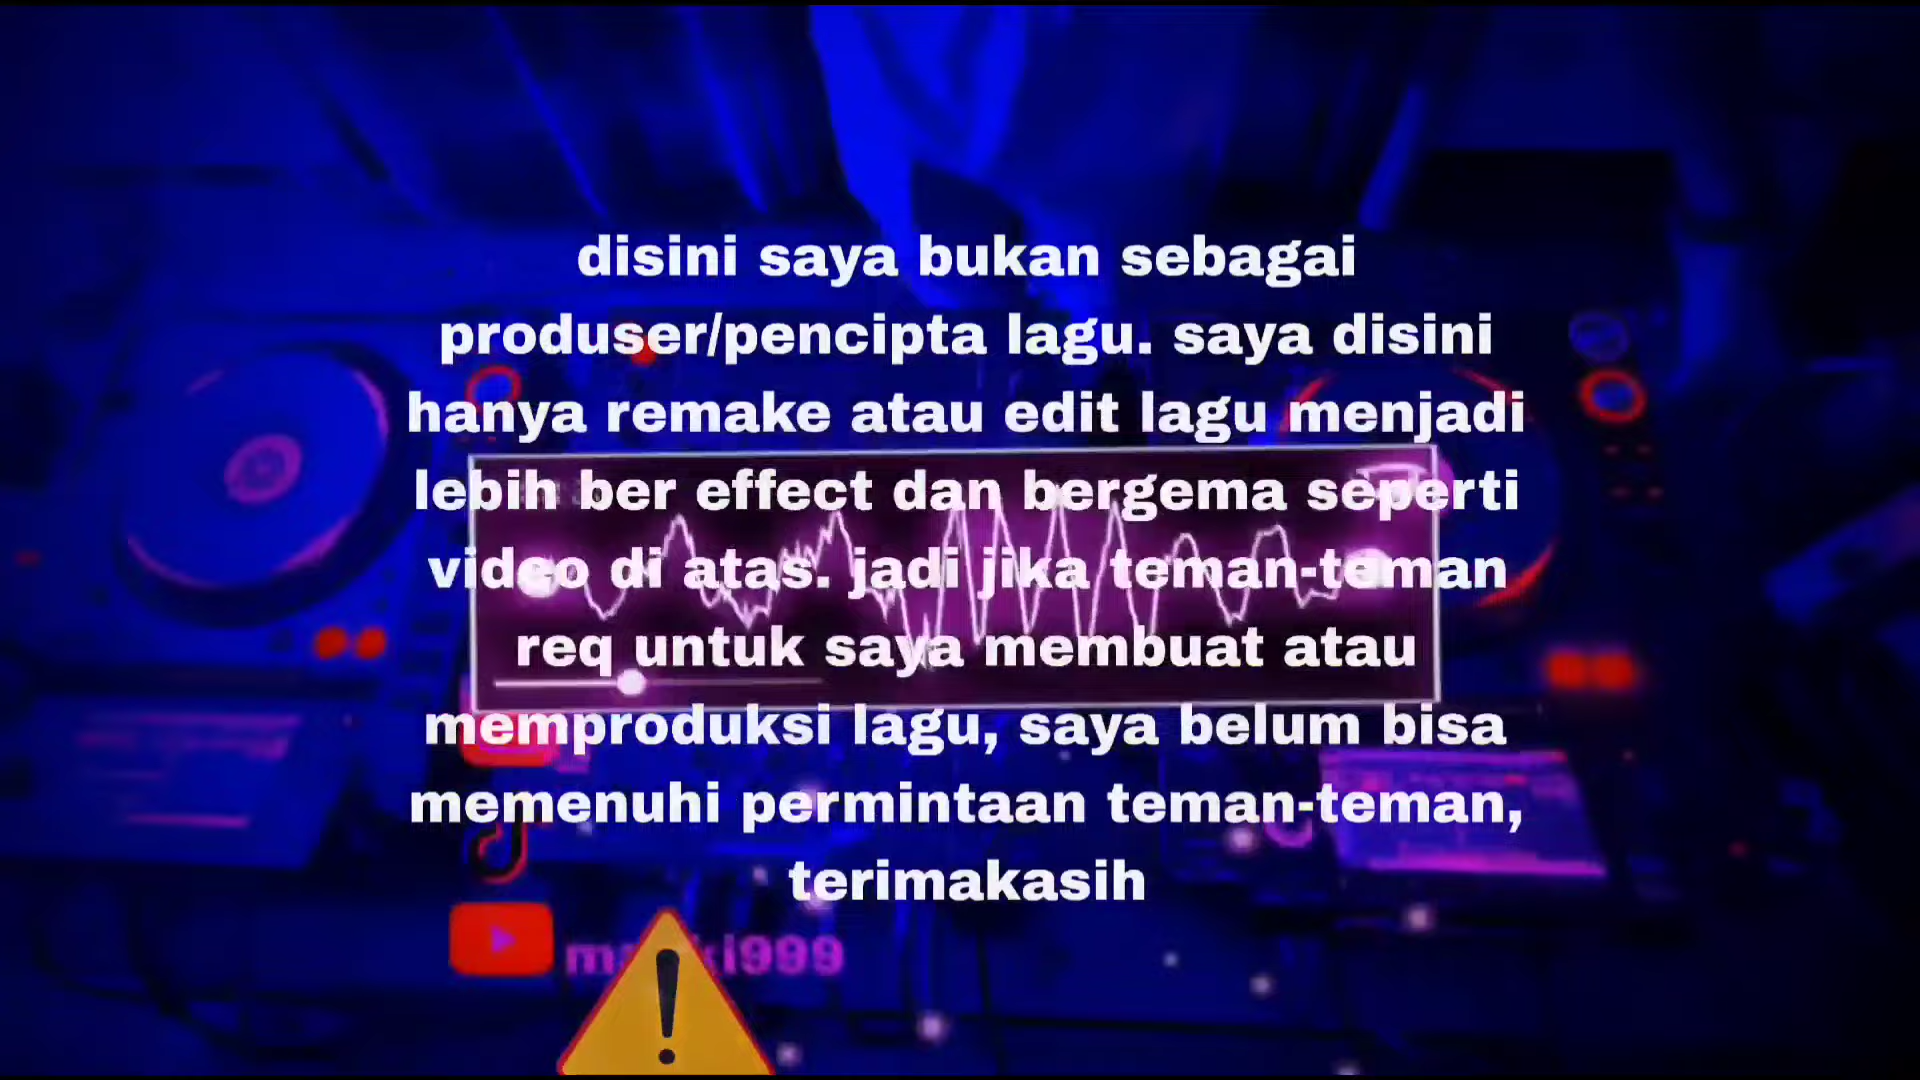 disini saya bukan sebagai
produser/pencipta lagu. saya disini
hanya remake atau edit lagu menjadi
lebih ber effect dan bergema seperti
video di atas. jadi jika teman-teman
req untuk saya membuat atau
memproduksi lagu, saya belum bisa
memenuhi permintaan teman-teman,
terimakasih